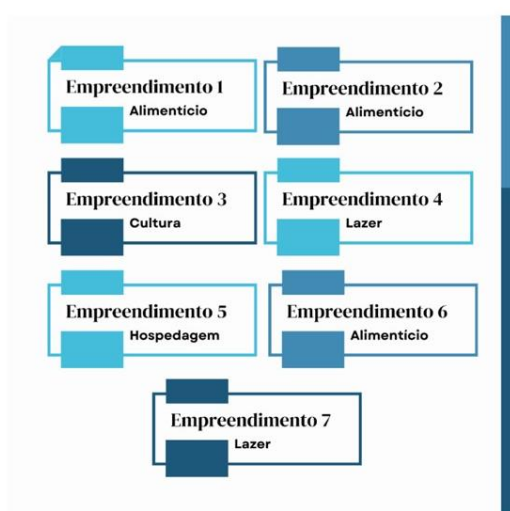 Empreendimento 1
Alimentício
Empreendimento 2
Alimentício
Empreendimento 3
Cultura
Empreendimento 4
Lazer
Empreendimento 5
Hospedagem
Empreendimento 6
Alimentício
Empreendimento 7
Lazer